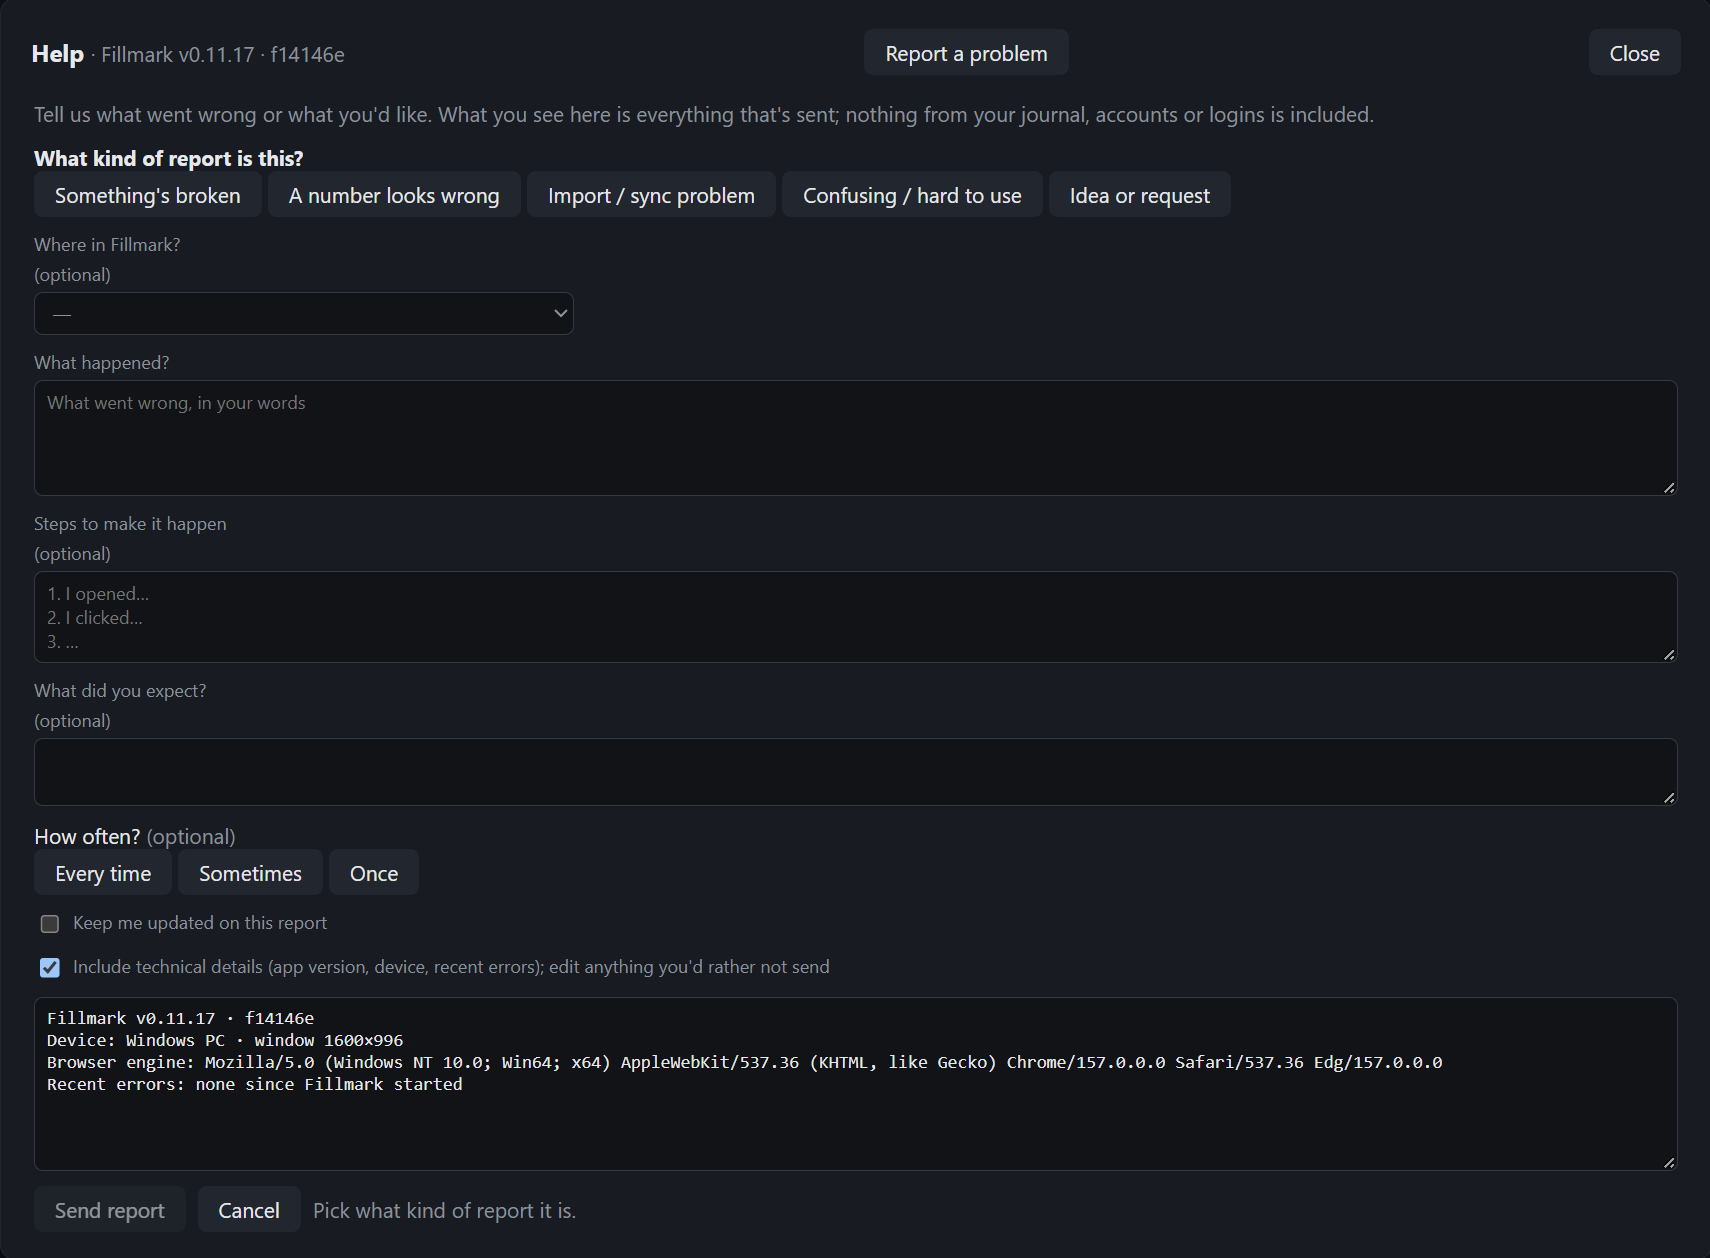 Help · Fillmark v0.11.17 · f14146e
Report a problem
Close
Tell us what went wrong or what you'd like. What you see here is everything that's sent; nothing from your journal, accounts or logins is included.
What kind of report is this?
Something's broken
A number looks wrong
Import / sync problem
Confusing / hard to use
Idea or request
Where in Fillmark?
(optional)
—
What happened?
What went wrong, in your words
Steps to make it happen
(optional)
1. I opened...
2. I clicked...
3. ...
What did you expect?
(optional)
How often? (optional)
Every time
Sometimes
Once
Keep me updated on this report
Include technical details (app version, device, recent errors); edit anything you'd rather not send
Fillmark v0.11.17 · f14146e
Device: Windows PC · window 1600×996
Browser engine: Mozilla/5.0 (Windows NT 10.0; Win64; x64) AppleWebKit/537.36 (KHTML, like Gecko) Chrome/157.0.0.0 Safari/537.36 Edg/157.0.0.0
Recent errors: none since Fillmark started
Send report
Cancel
Pick what kind of report it is.